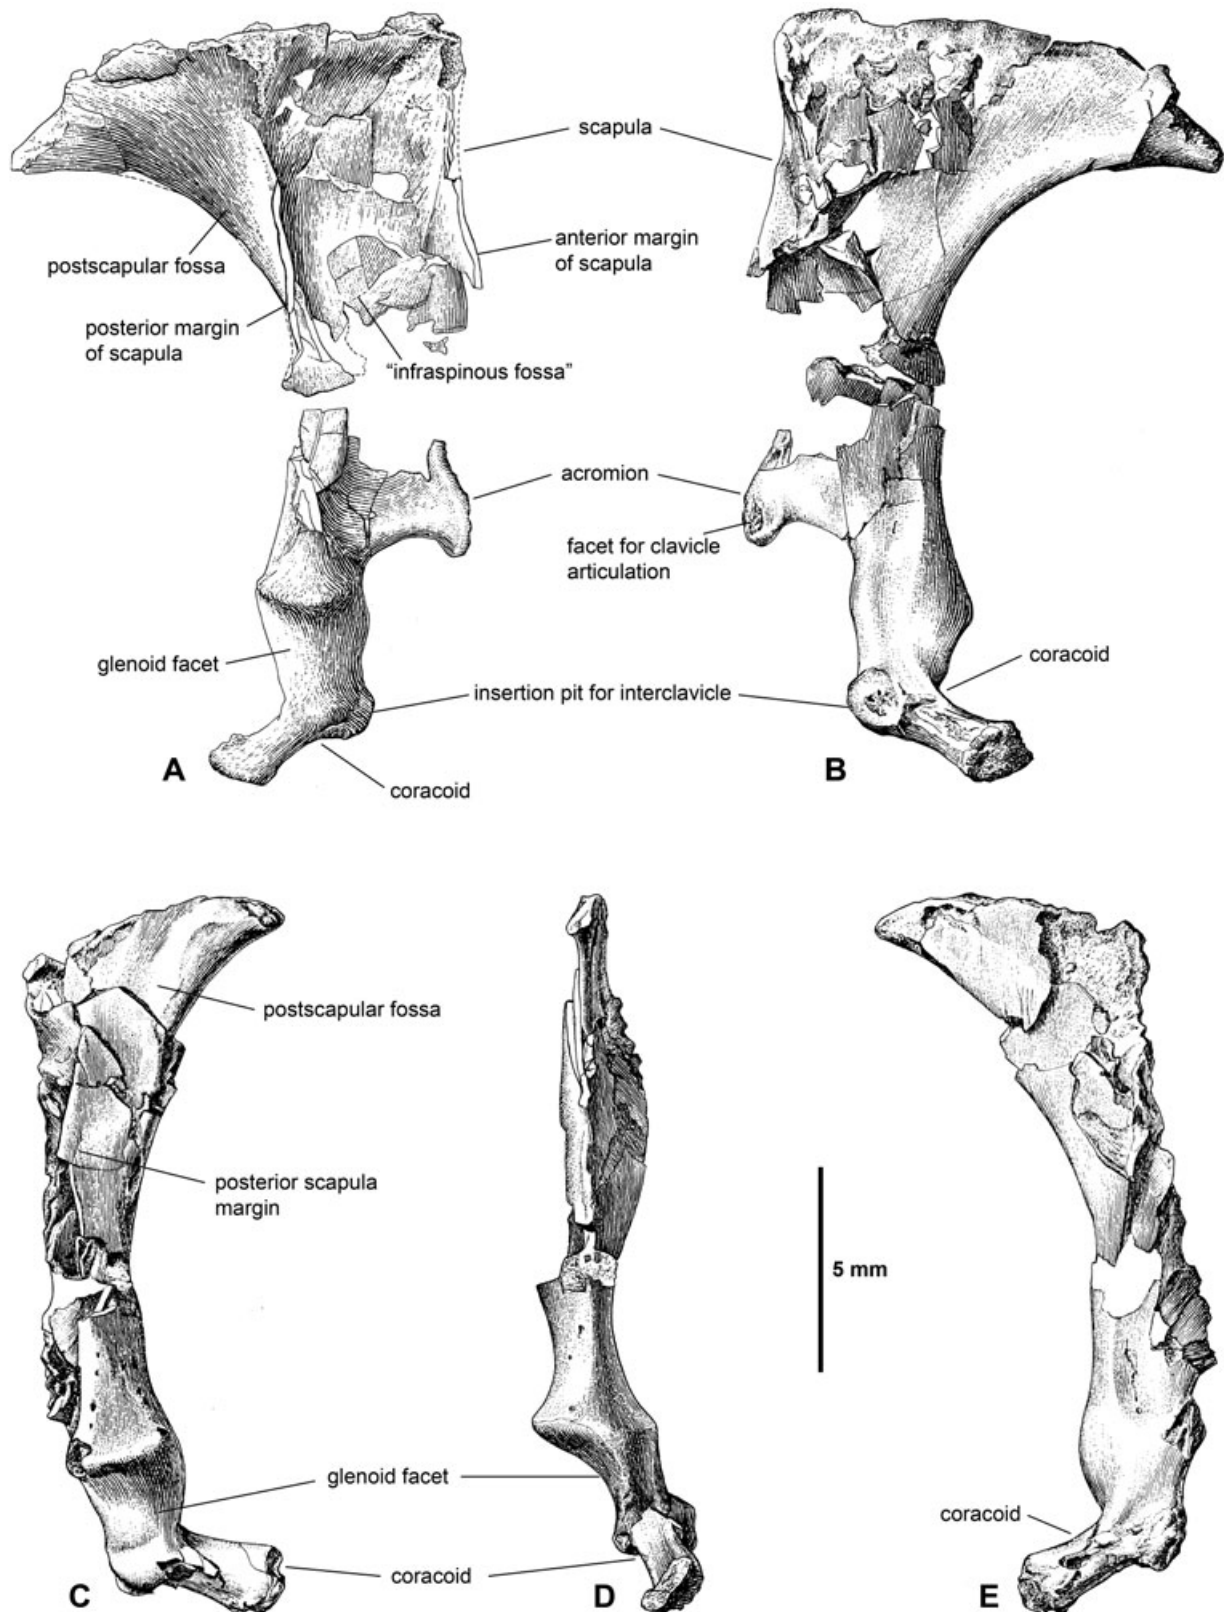 scapula
anterior margin
of scapula
postscapular fossa
posterior margin
of scapula
"infraspinous fossa"
acromion
facet for clavicle
articulation
glenoid facet
coracoid
insertion pit for interclavicle
A
B
coracoid
postscapular fossa
posterior scapula
margin
5 mm
glenoid facet
coracoid
coracoid
C
D
E